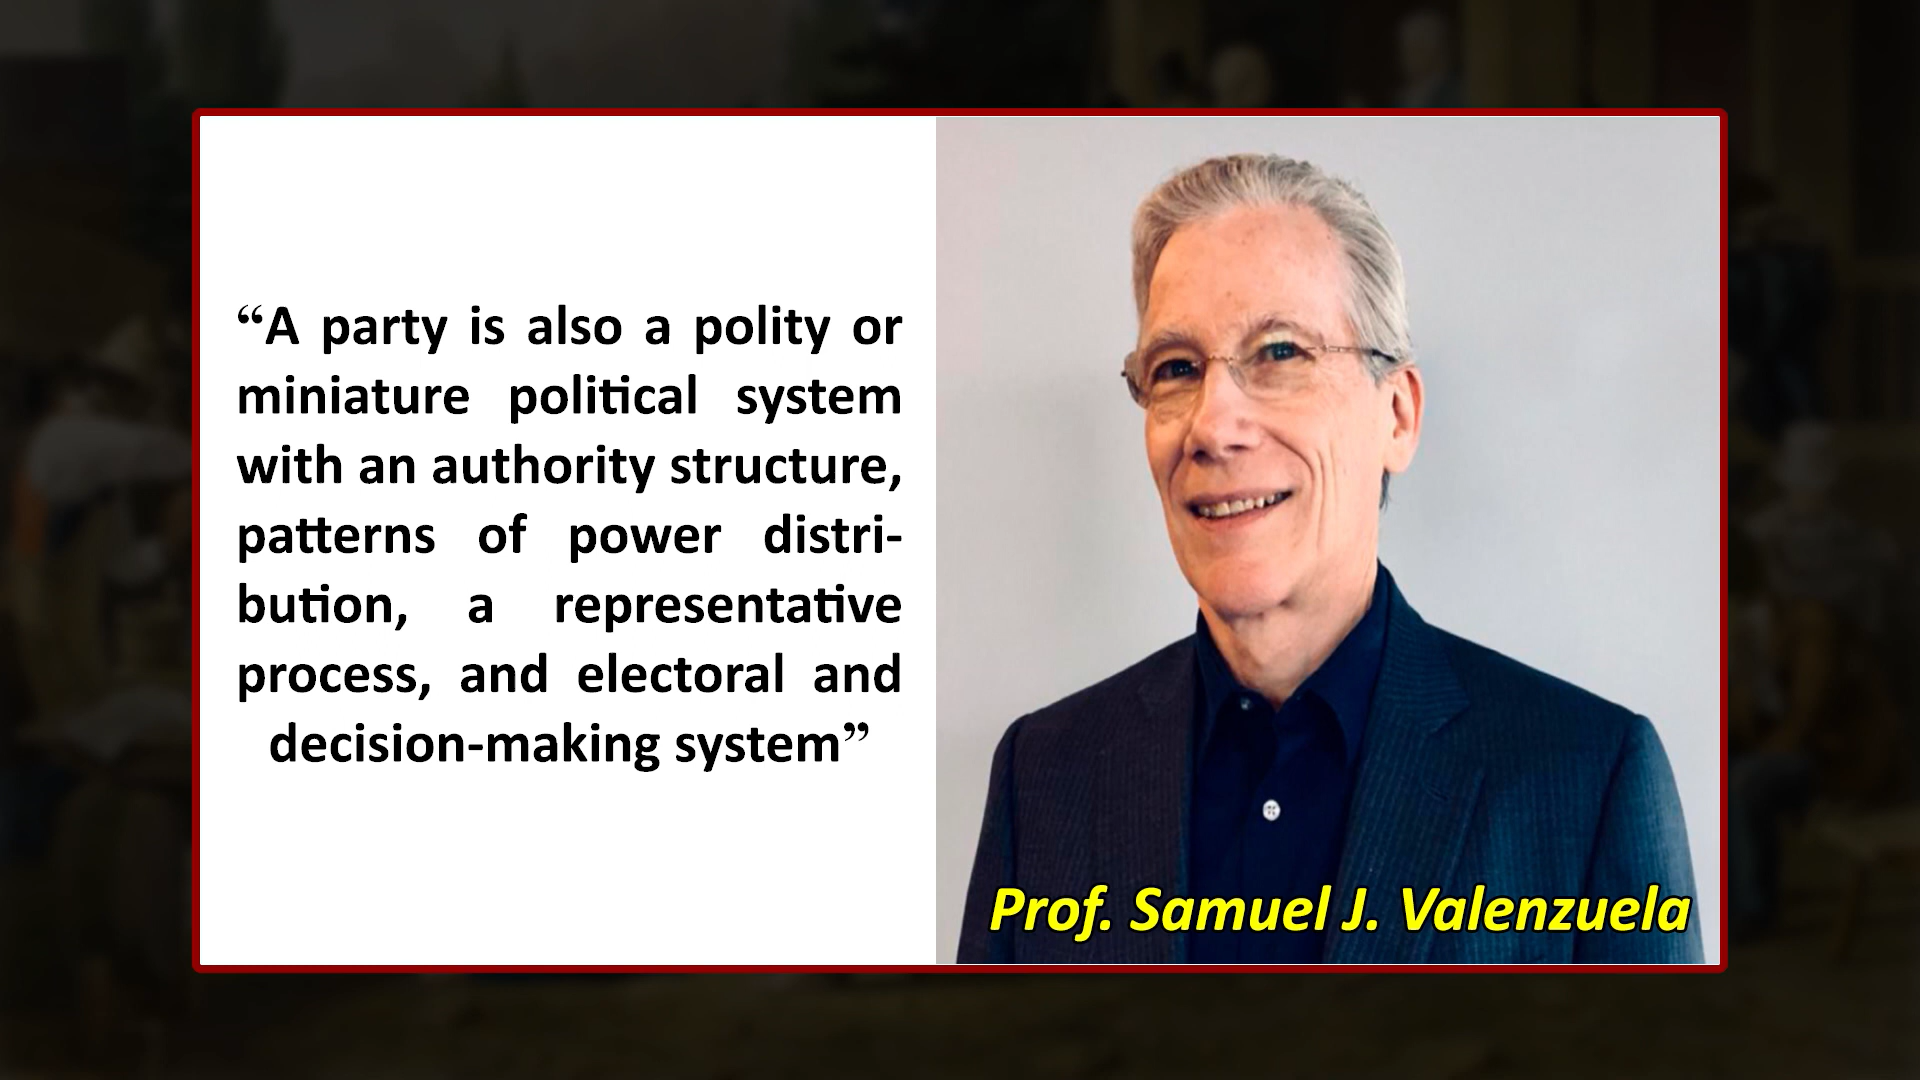 “A party is also a polity or
miniature political system
with an authority structure,
patterns of power distri-
bution, a representative
process, and electoral and
decision-making system”
Prof. Samuel J. Valenzuela